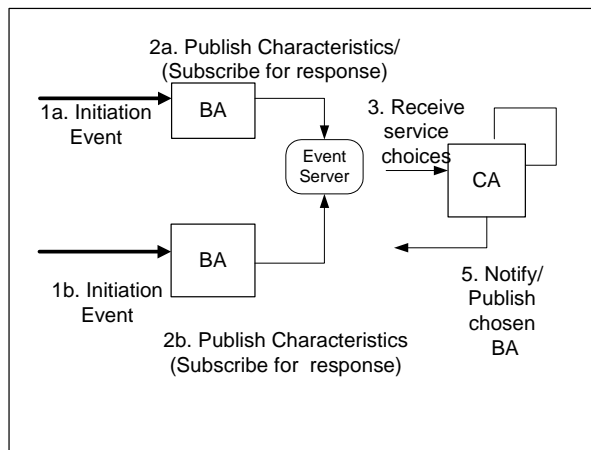 2a. Publish Characteristics/
(Subscribe for response)
1a. Initiation
Event
BA
3. Receive
service
choices
Event
Server
CA
BA
1b. Initiation
Event
5. Notify/
Publish
chosen
BA
2b. Publish Characteristics
(Subscribe for response)